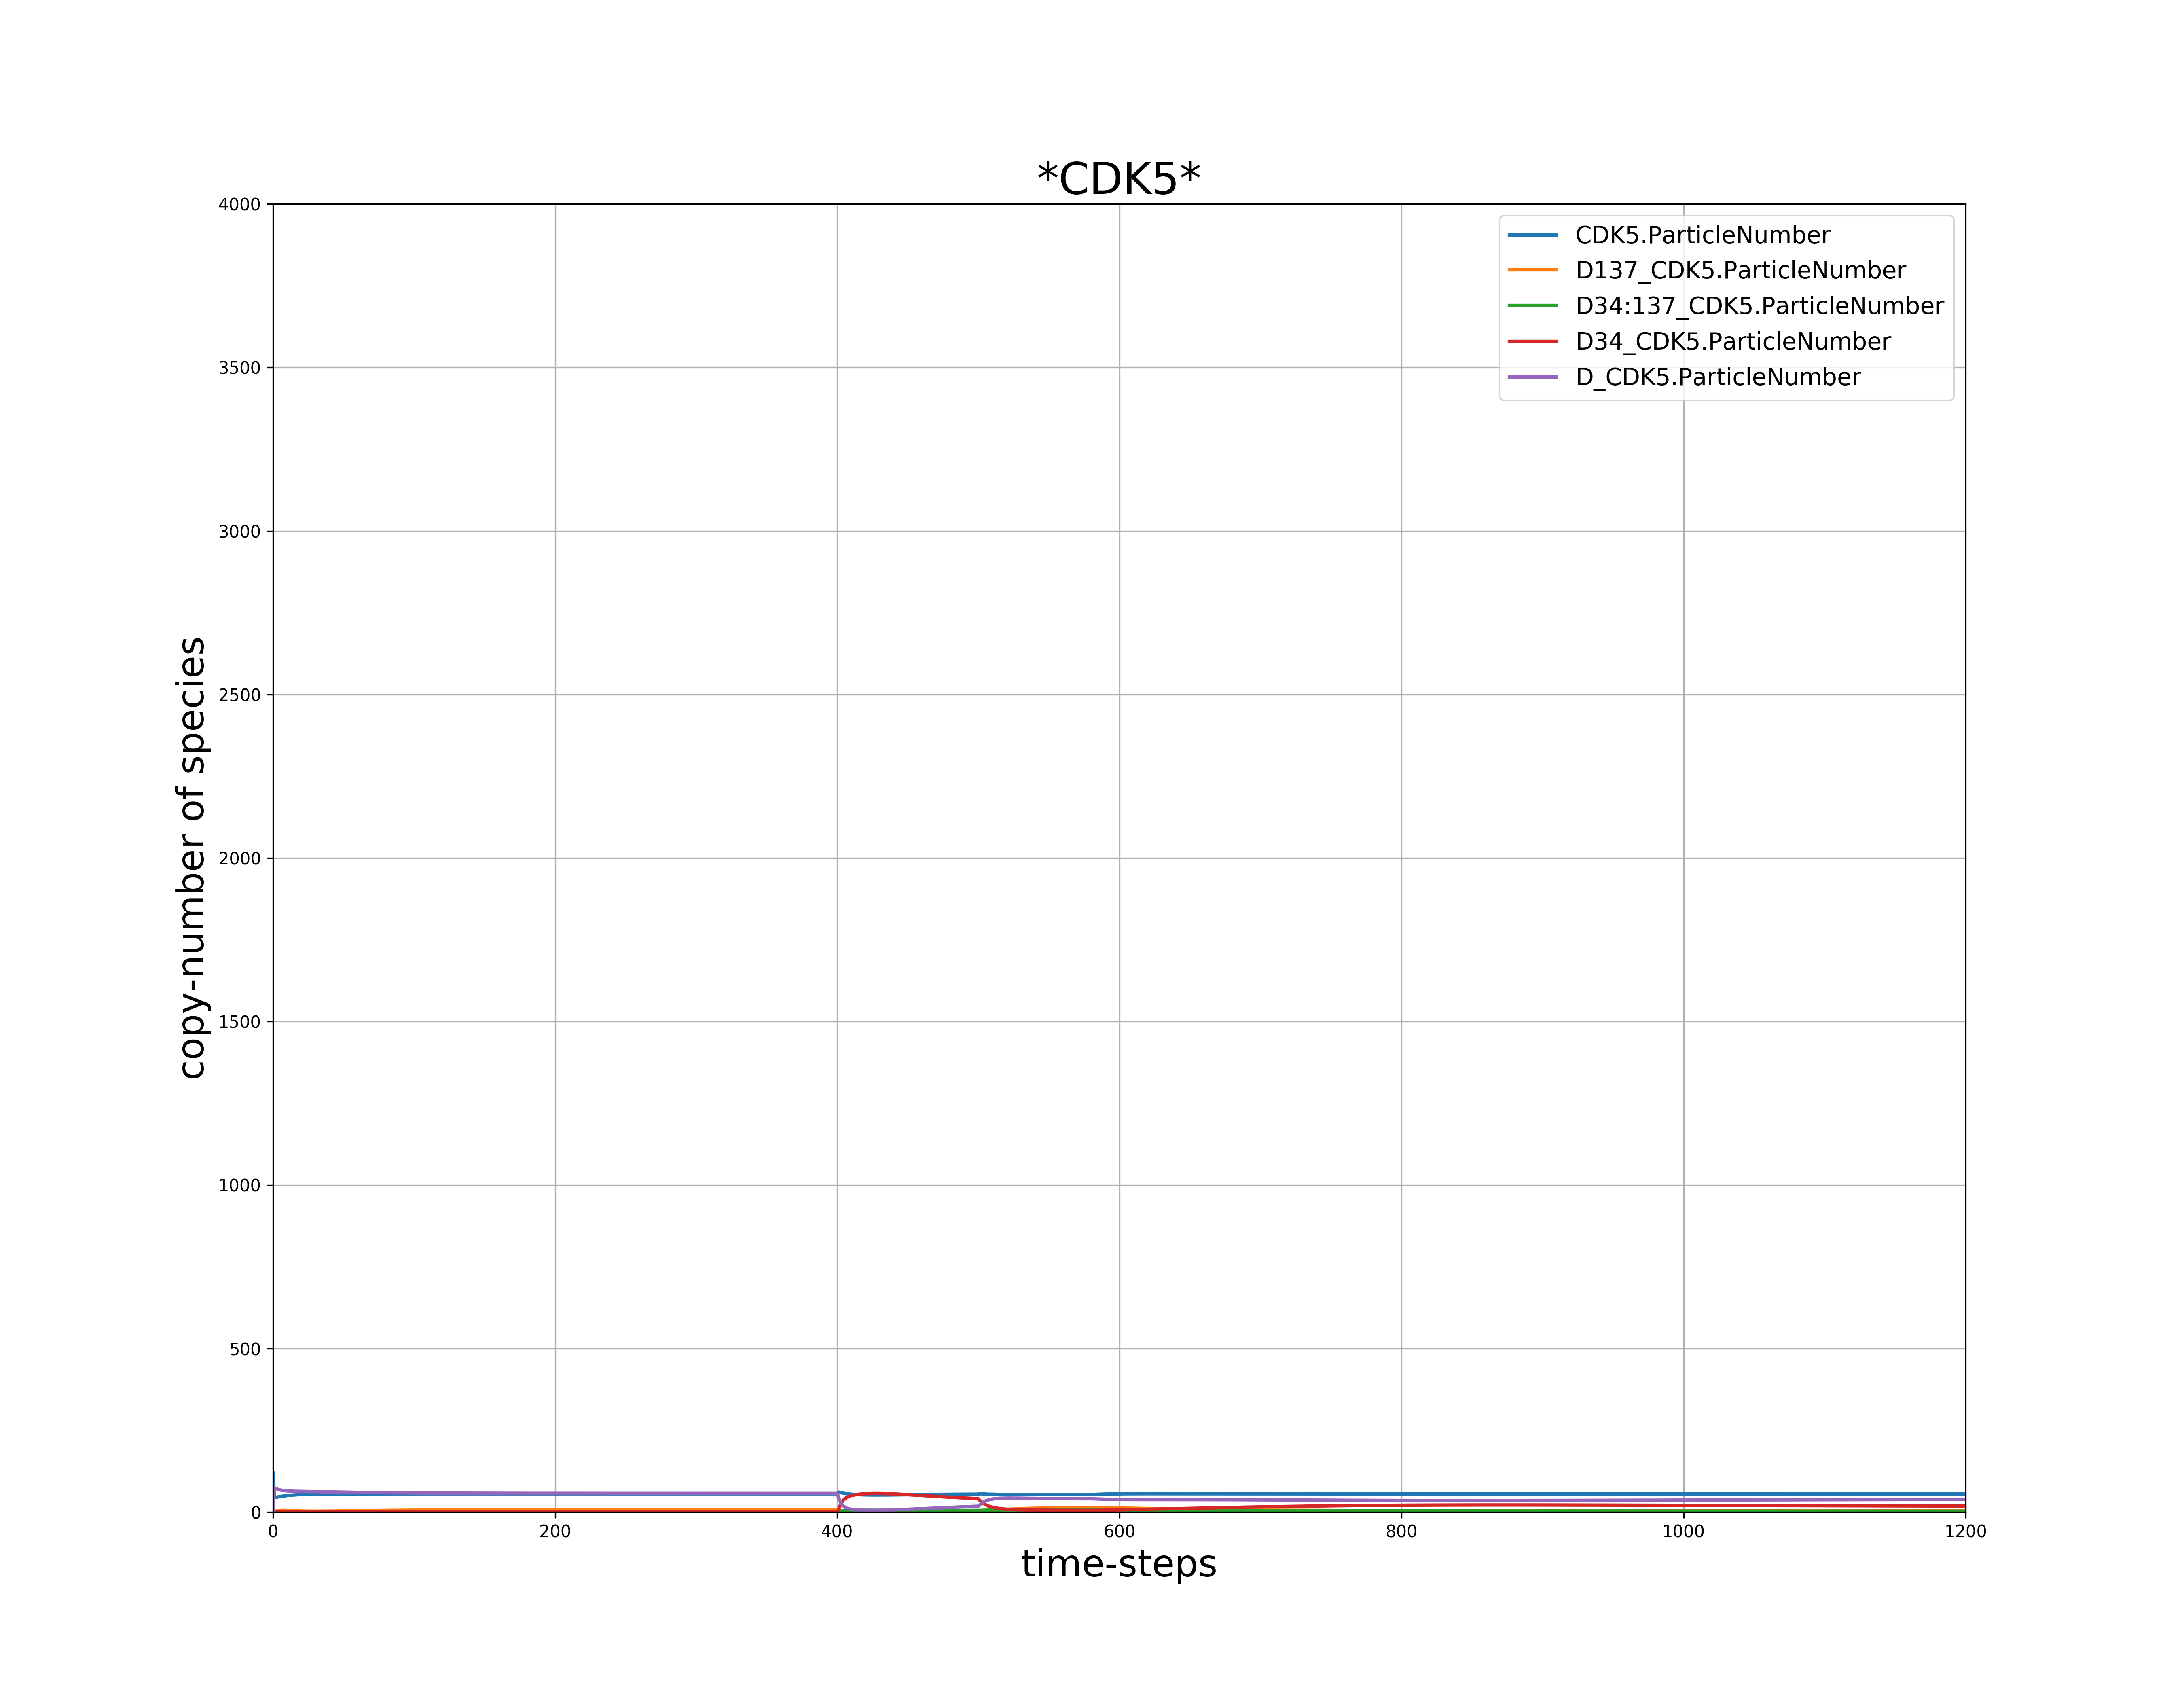 *CDK5*
4000
3500
3000
2500
2000
1500
1000
500
0
copy-number of species
CDK5.ParticleNumber
D137_CDK5.ParticleNumber
D34:137_CDK5.ParticleNumber
D34_CDK5.ParticleNumber
D_CDK5.ParticleNumber
0 200 400 600 800 1000 1200
time-steps